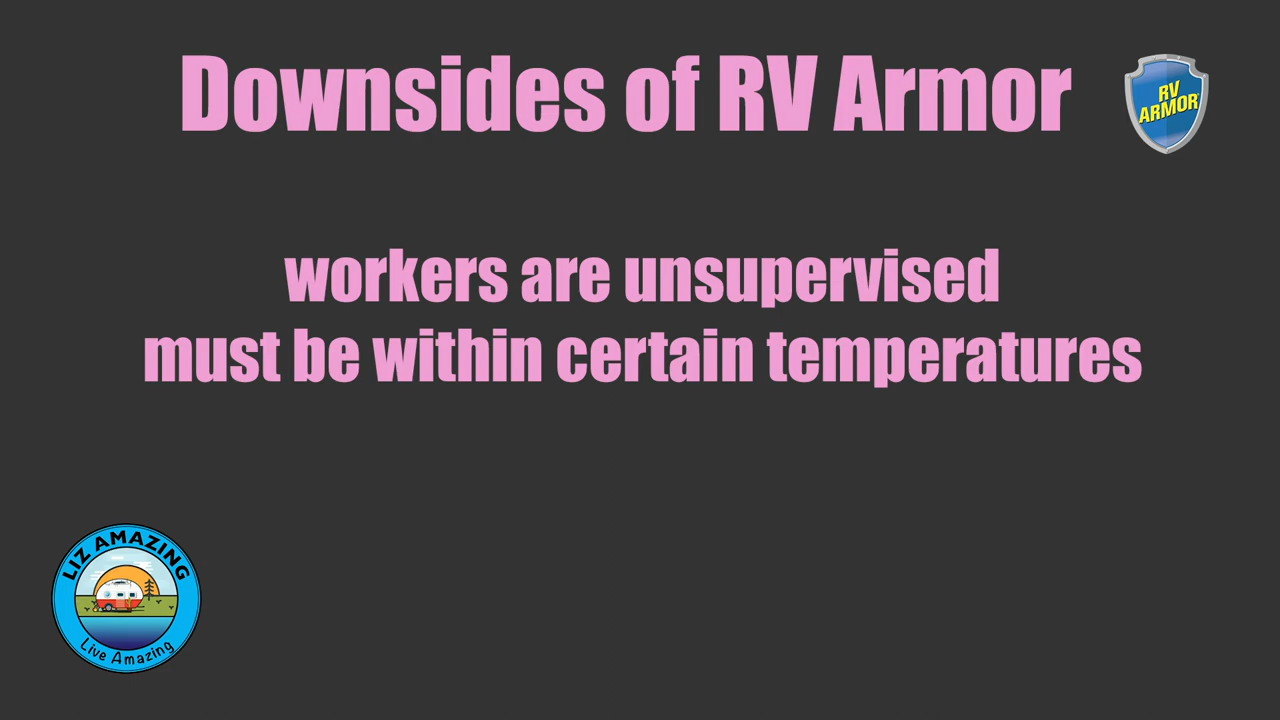 Downsides of RV Armor
RV
ARMOR
workers are unsupervised
must be within certain temperatures
LIZ AMAZING
Live Amazing